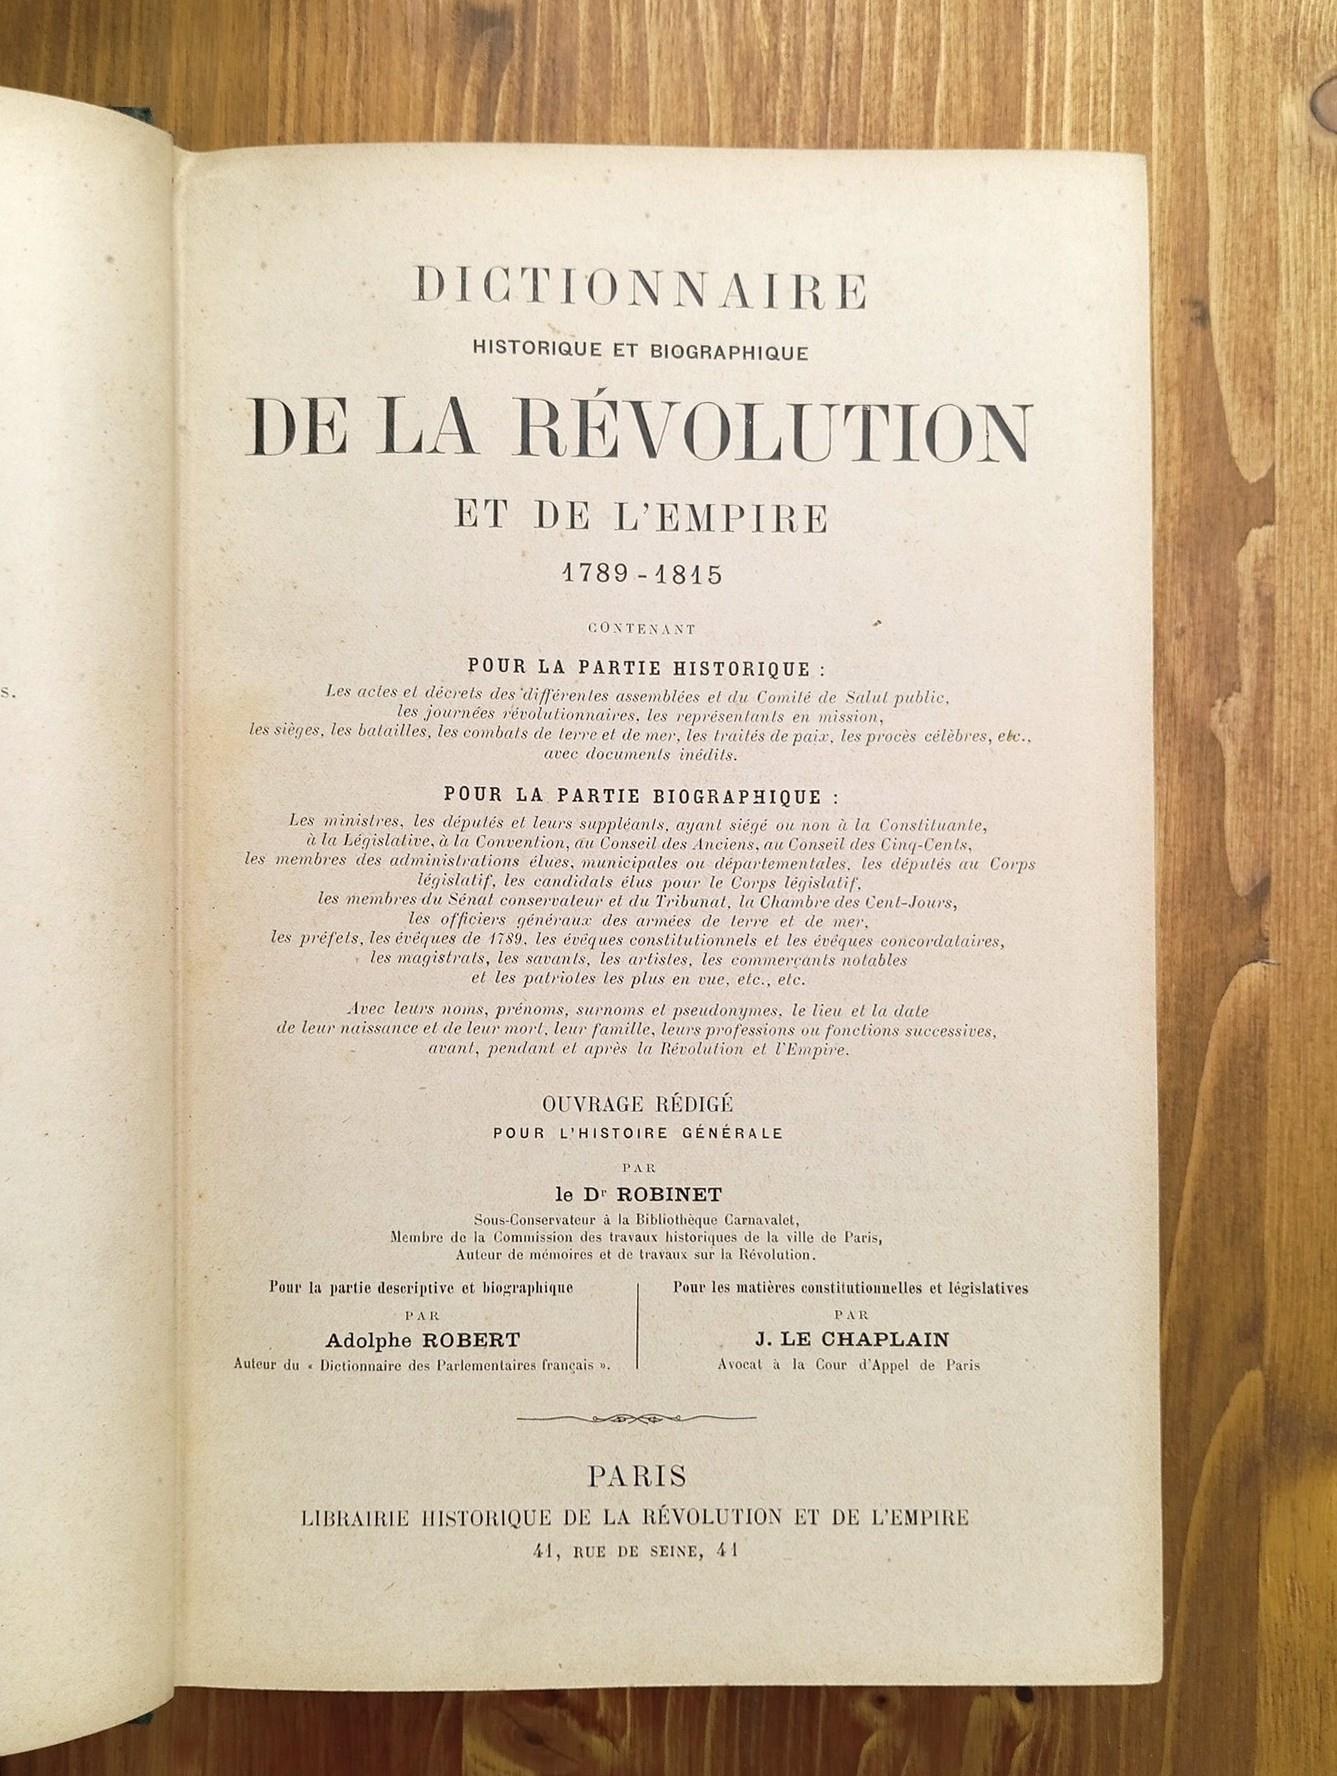 s.
DICTIONNAIRE
HISTORIQUE ET BIOGRAPHIQUE
DE LA RÉVOLUTION
ET DE L'EMPIRE
1789-1815
CONTENANT
POUR LA PARTIE HISTORIQUE :
Les actes et décrets des différentes assemblées et du Comité de Salut public,
les journées révolutionnaires, les représentants en mission,
les sièges, les batailles, les combats de terre et de mer, les traités de paix, les procès célèbres, etc.,
avec documents inédits.
POUR LA PARTIE BIOGRAPHIQUE :
Les ministres, les députés et leurs suppléants, ayant siégé ou non à la Constituante,
à la Législative, à la Convention, au Conseil des Anciens, au Conseil des Cinq-Cents,
les membres des administrations élues, municipales ou départementales, les députés au Corps
législatif, les candidats élus pour le Corps législatif,
les membres du Sénat conservateur et du Tribunat, la Chambre des Cent-Jours,
les officiers généraux des armées de terre et de mer,
les préfets, les évêques de 1789, les évêques constitutionnels et les évêques concordataires,
les magistrats, les savants, les artistes, les commerçants notables
et les patriotes les plus en vue, etc., etc.
Avec leurs noms, prénoms, surnoms et pseudonymes, le lieu et la date
de leur naissance et de leur mort, leur famille, leurs professions ou fonctions successives,
avant, pendant et après la Révolution et l'Empire.
OUVRAGE RÉDIGÉ
POUR L'HISTOIRE GÉNÉRALE
PAR
le Dr ROBINET
Sous-Conservateur à la Bibliothèque Carnavalet,
Membre de la Commission des travaux historiques de la ville de Paris,
Auteur de mémoires et de travaux sur la Révolution.
Pour la partie descriptive et biographique
PAR
Adolphe ROBERT
Auteur du « Dictionnaire des Parlementaires français ».
Pour les matières constitutionnelles et législatives
PAR
J. LE CHAPLAIN
Avocat à la Cour d'Appel de Paris
PARIS
LIBRAIRIE HISTORIQUE DE LA RÉVOLUTION ET DE L'EMPIRE
41, RUE DE SEINE, 41